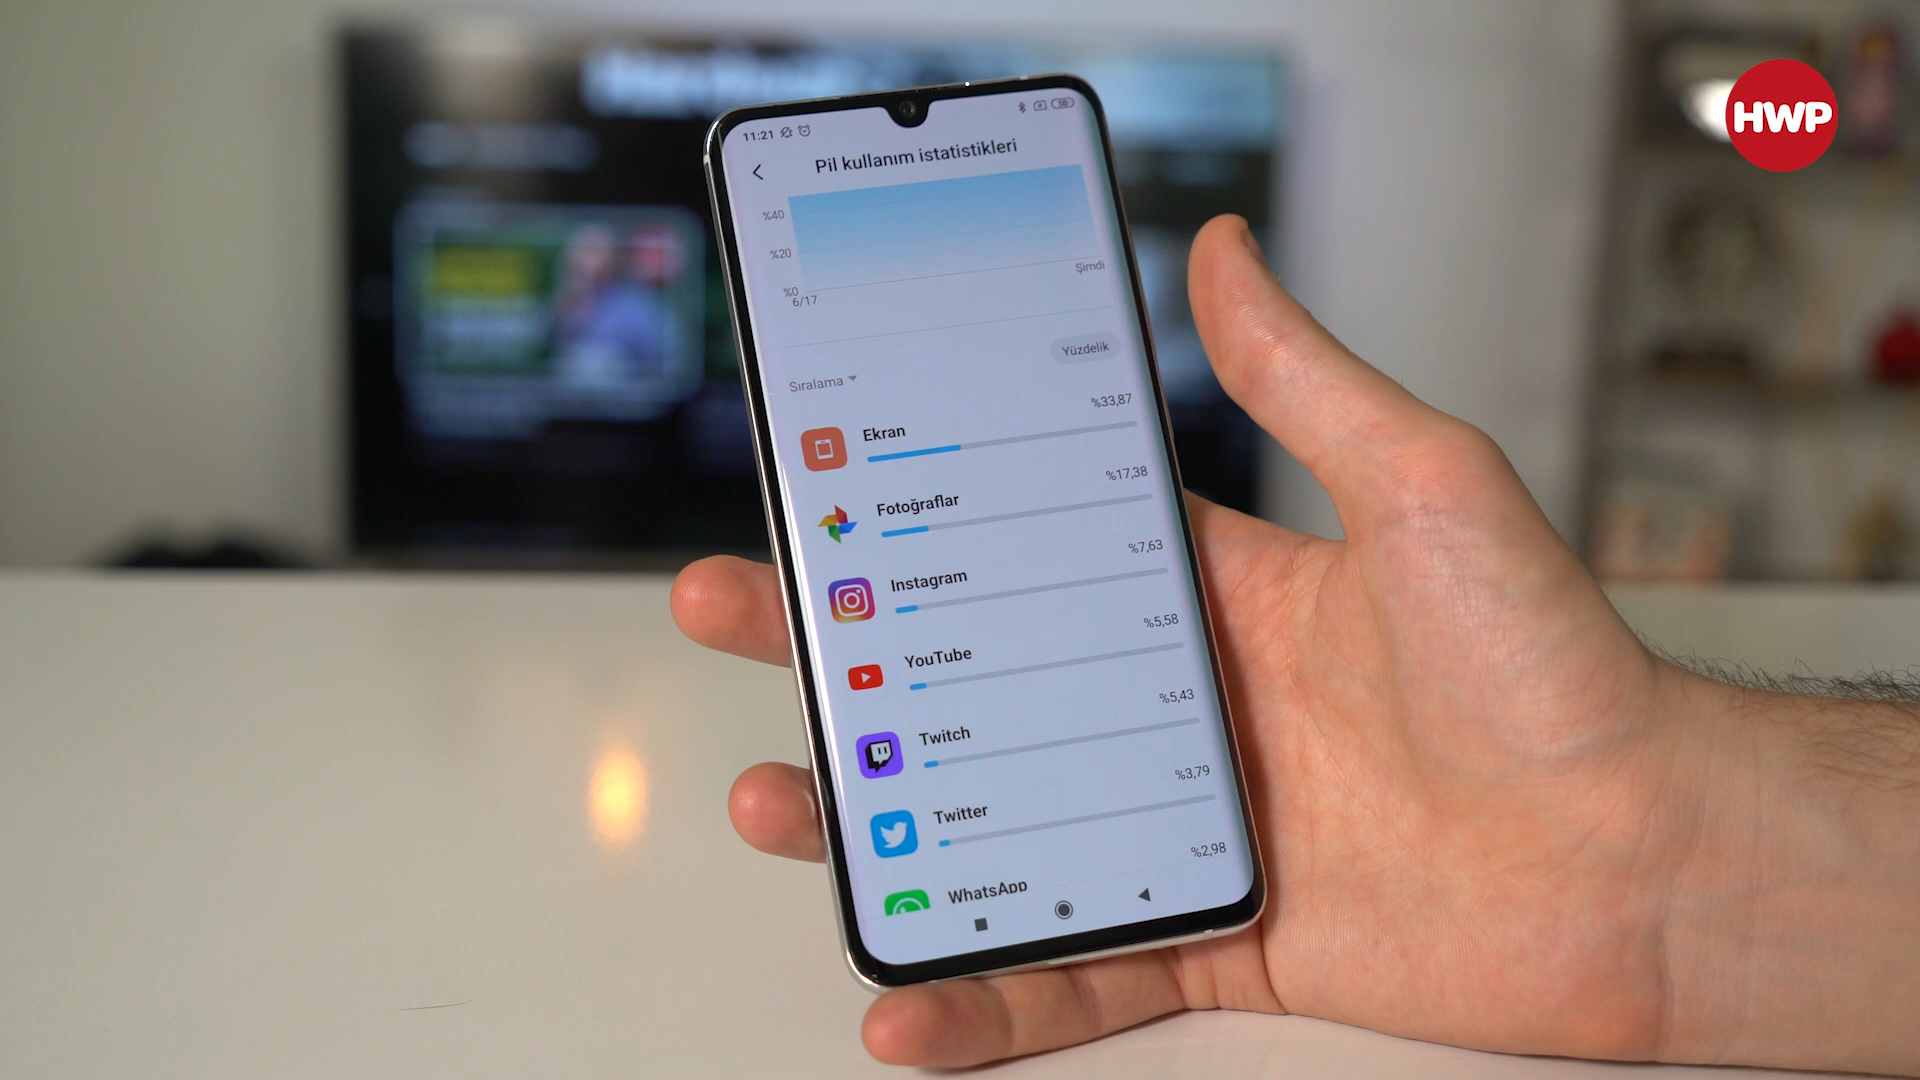 HWP
11:21
50
Pil kullanım istatistikleri
%40
%20
%0
6/17
Şimdi
Yüzdelik
Sıralama
%33,87
Ekran
%17,38
Fotoğraflar
%7,63
Instagram
%5,58
YouTube
%5,43
Twitch
%3,79
Twitter
%2,98
WhatsApp